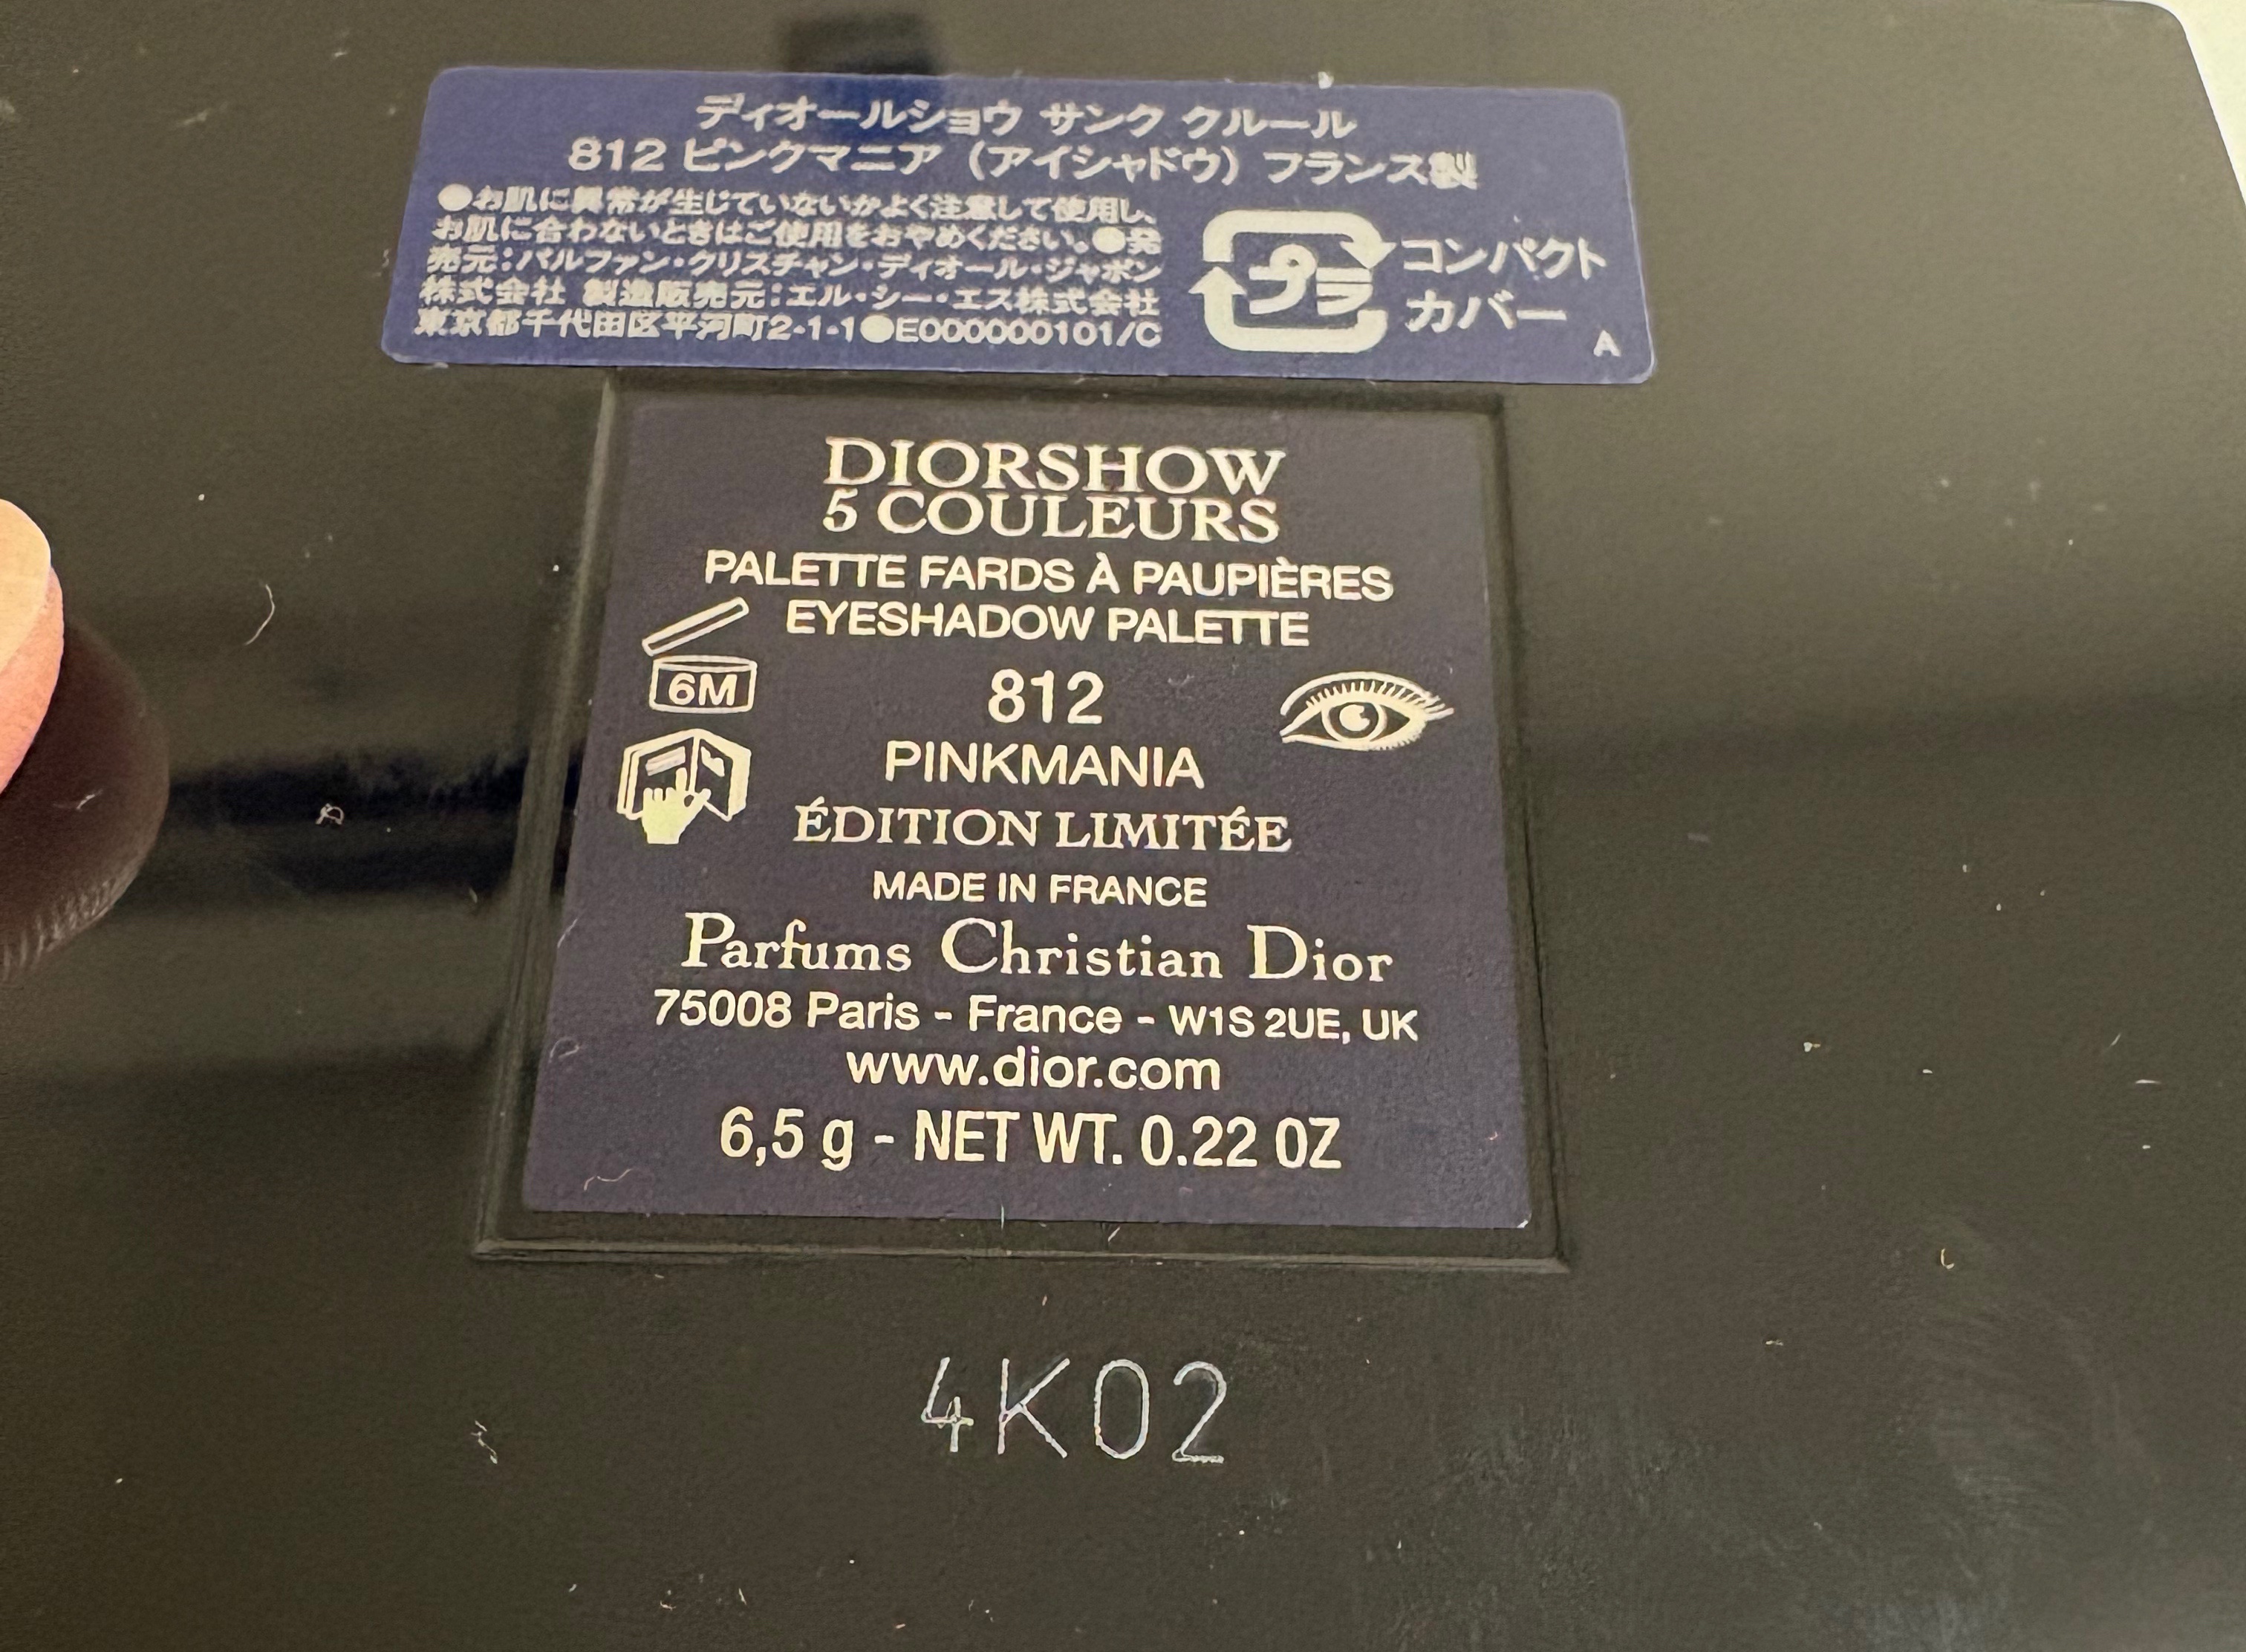 ディオールショウ サンク クルール
812 ピンクマニア（アイシャドウ）フランス製
●お肌に異常が生じていないかよく注意して使用し、
お肌に合わないときはご使用をおやめください。●発
売元：パルファン・クリスチャン・ディオール・ジャポン
株式会社 製造販売元：エル・シー・エス株式会社
東京都千代田区平河町2-1-1●E000000101/C
プラ
コンパクト
カバー
A
DIORSHOW
5 COULEURS
PALETTE FARDS À PAUPIÈRES
EYESHADOW PALETTE
6M
812
PINKMANIA
ÉDITION LIMITÉE
MADE IN FRANCE
Parfums Christian Dior
75008 Paris - France - W1S 2UE, UK
www.dior.com
6,5 g - NET WT. 0.22 OZ
4K02